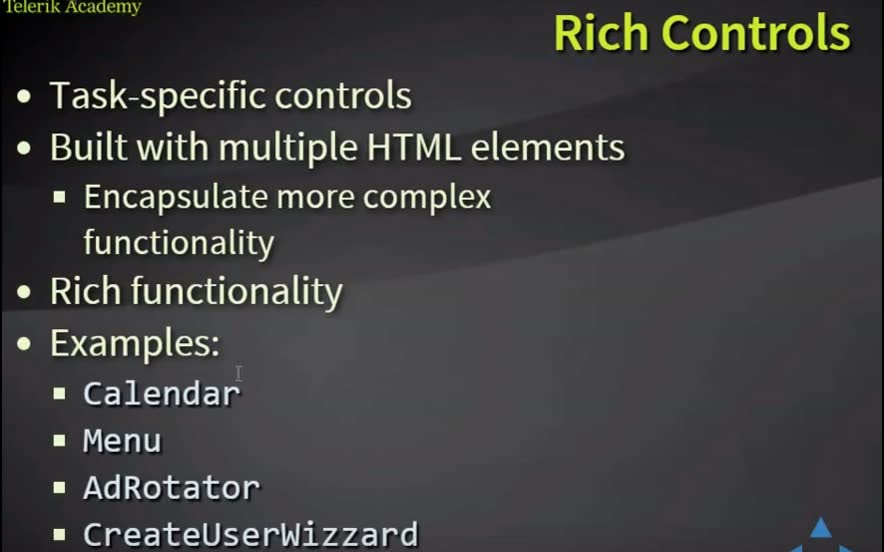 Telerik Academy
Rich Controls
• Task-specific controls
• Built with multiple HTML elements
▪ Encapsulate more complex
functionality
• Rich functionality
• Examples:
▪ Calendar
▪ Menu
▪ AdRotator
▪ CreateUserWizzard